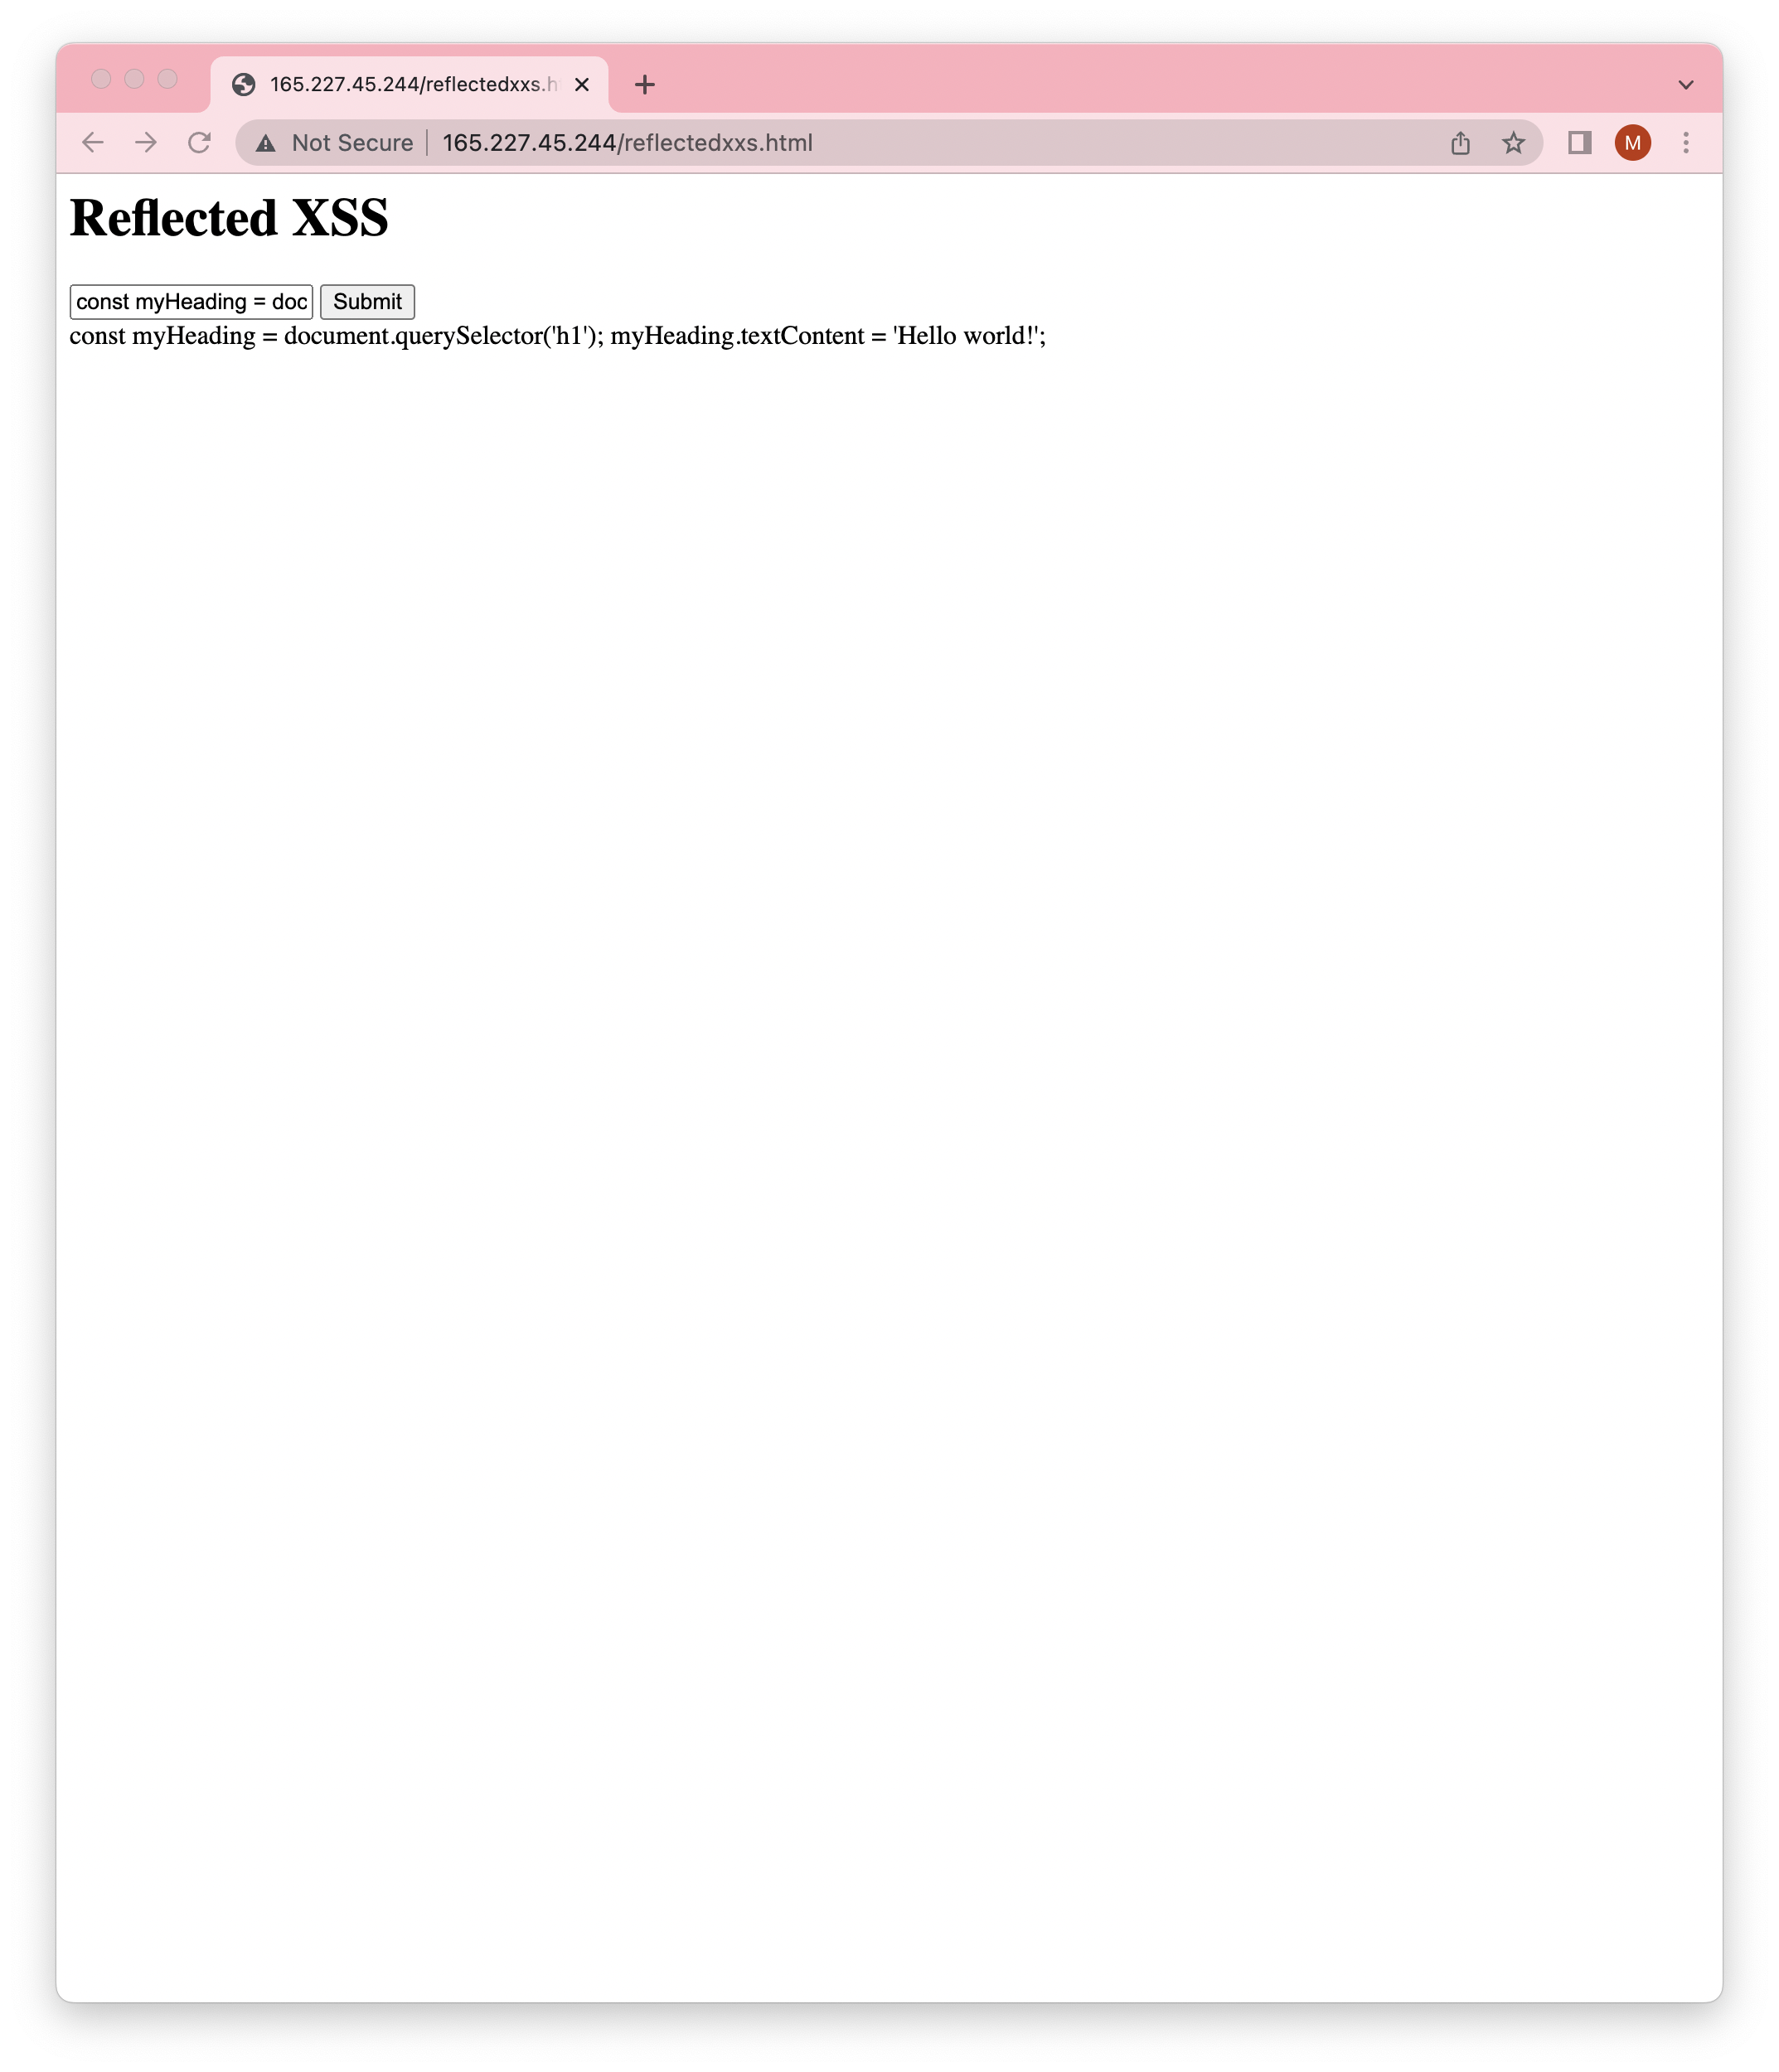 165.227.45.244/reflectedxxs.h
Not Secure 165.227.45.244/reflectedxxs.html M
Reflected XSS
const myHeading = doc Submit
const myHeading = document.querySelector('h1'); myHeading.textContent = 'Hello world!';